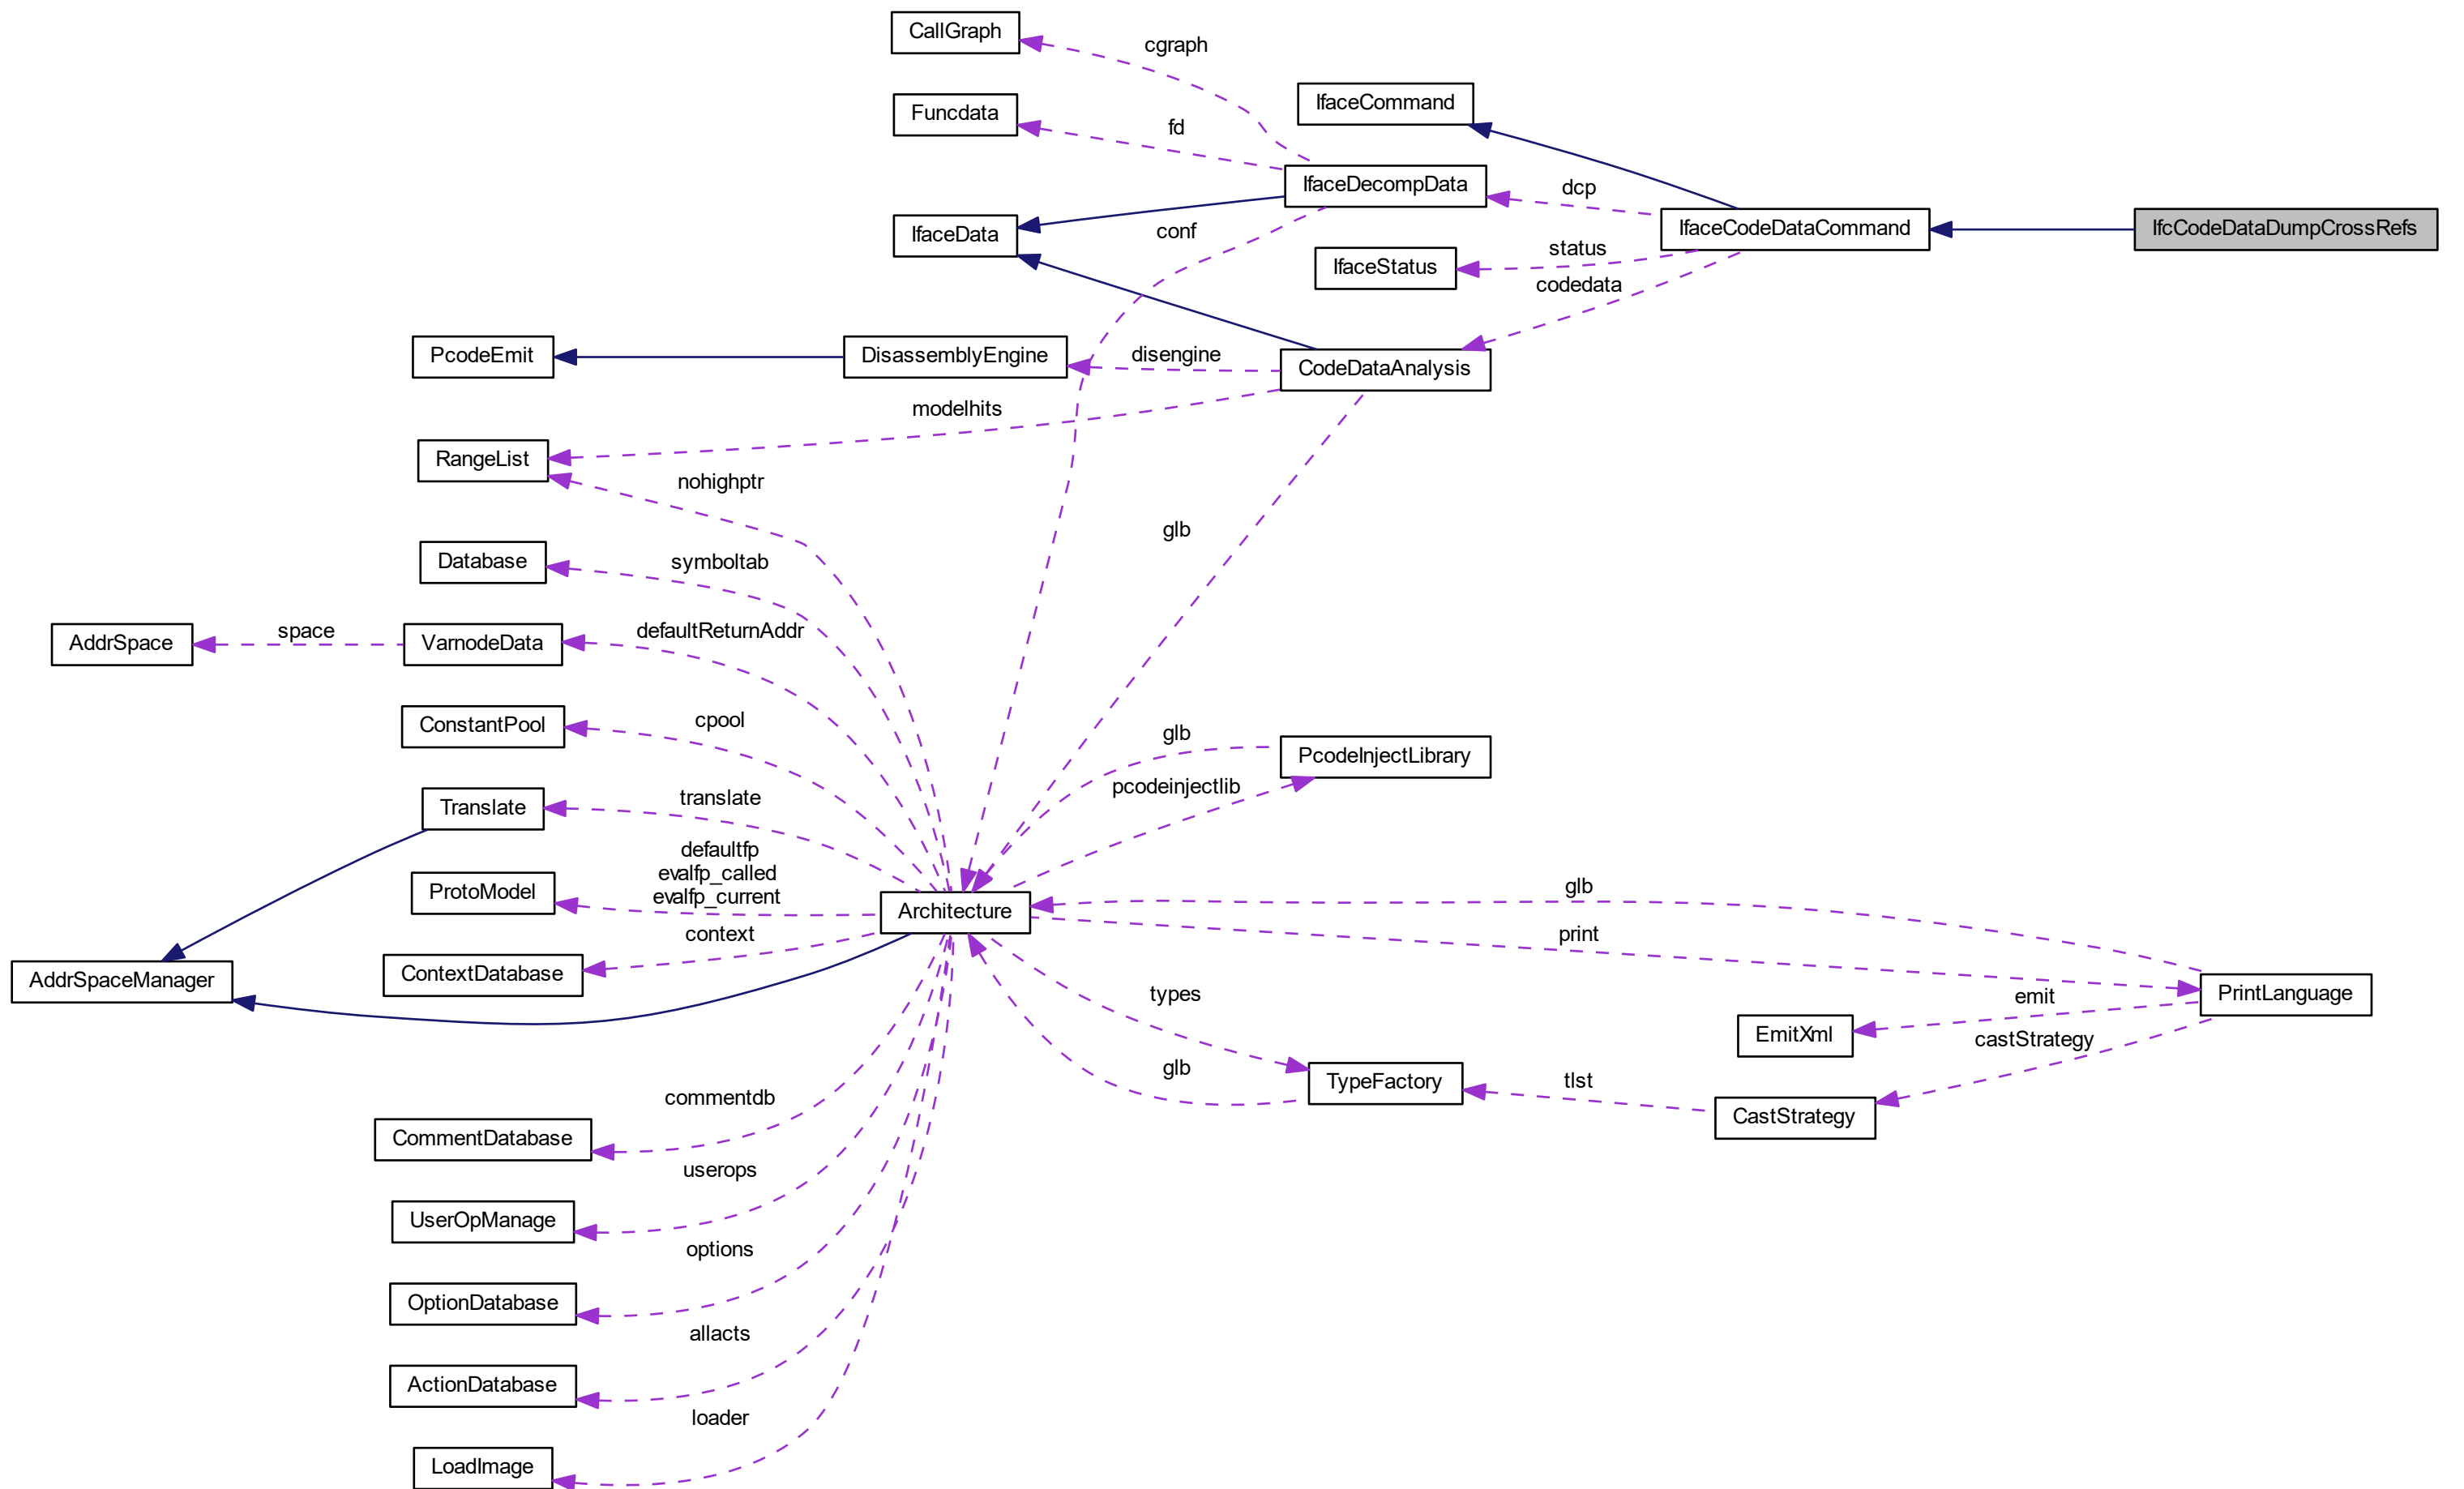 CallGraph
cgraph
IfaceCommand
Funcdata
fd
IfaceDecompData
dcp
IfaceData
conf
IfaceCodeDataCommand
IfcCodeDataDumpCrossRefs
status
IfaceStatus
codedata
PcodeEmit
DisassemblyEngine
disengine
CodeDataAnalysis
modelhits
RangeList
nohighptr
glb
Database
symboltab
AddrSpace
space
VarnodeData
defaultReturnAddr
ConstantPool
cpool
glb
PcodeInjectLibrary
pcodeinjectlib
Translate
translate
defaultfp
evalfp_called
evalfp_current
ProtoModel
Architecture
glb
context
print
AddrSpaceManager
ContextDatabase
types
emit
PrintLanguage
EmitXml
castStrategy
glb
TypeFactory
tlst
commentdb
CastStrategy
CommentDatabase
userops
UserOpManage
options
OptionDatabase
allacts
ActionDatabase
loader
LoadImage